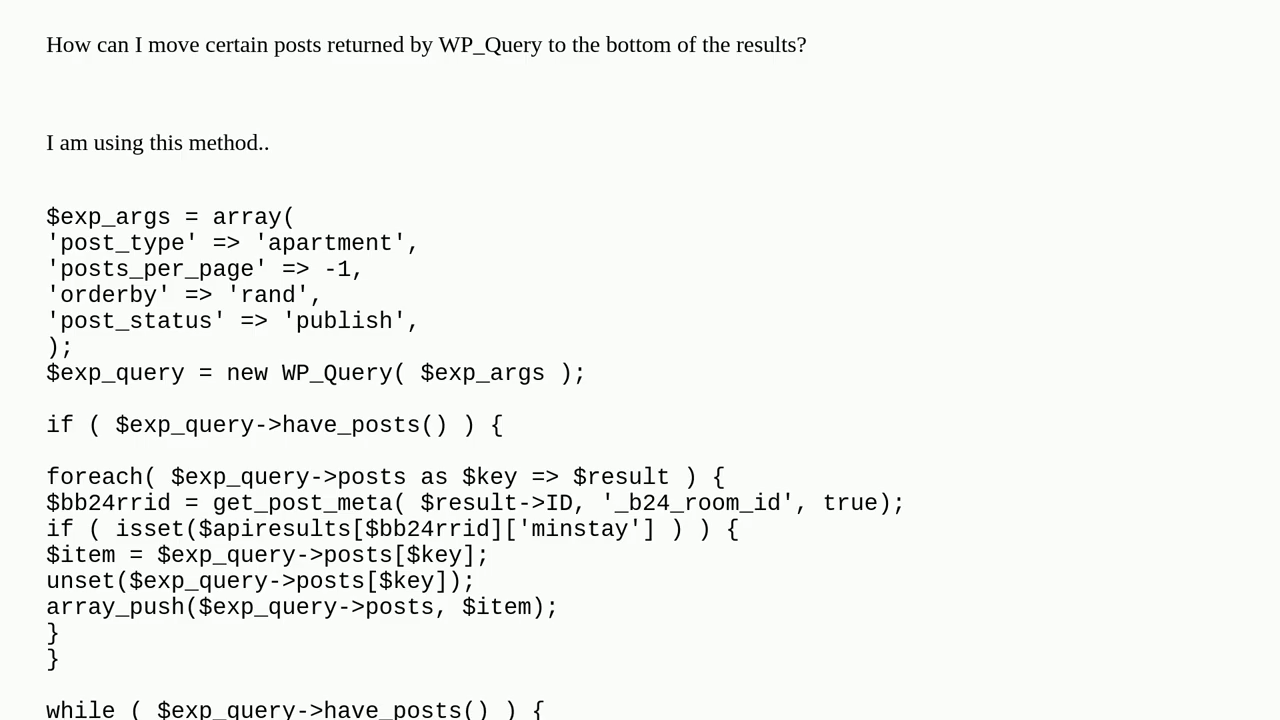 How can I move certain posts returned by WP_Query to the bottom of the results?
I am using this method..
$exp_args = array(
'post_type' => 'apartment',
'posts_per_page' => -1,
'orderby' => 'rand',
'post_status' => 'publish',
);
$exp_query = new WP_Query( $exp_args );
if ( $exp_query->have_posts() ) {
foreach( $exp_query->posts as $key => $result ) {
$bb24rrid = get_post_meta( $result->ID, '_b24_room_id', true);
if ( isset($apiresults[$bb24rrid]['minstay'] ) ) {
$item = $exp_query->posts[$key];
unset($exp_query->posts[$key]);
array_push($exp_query->posts, $item);
}
}
while ( $exp_query->have_posts() ) {